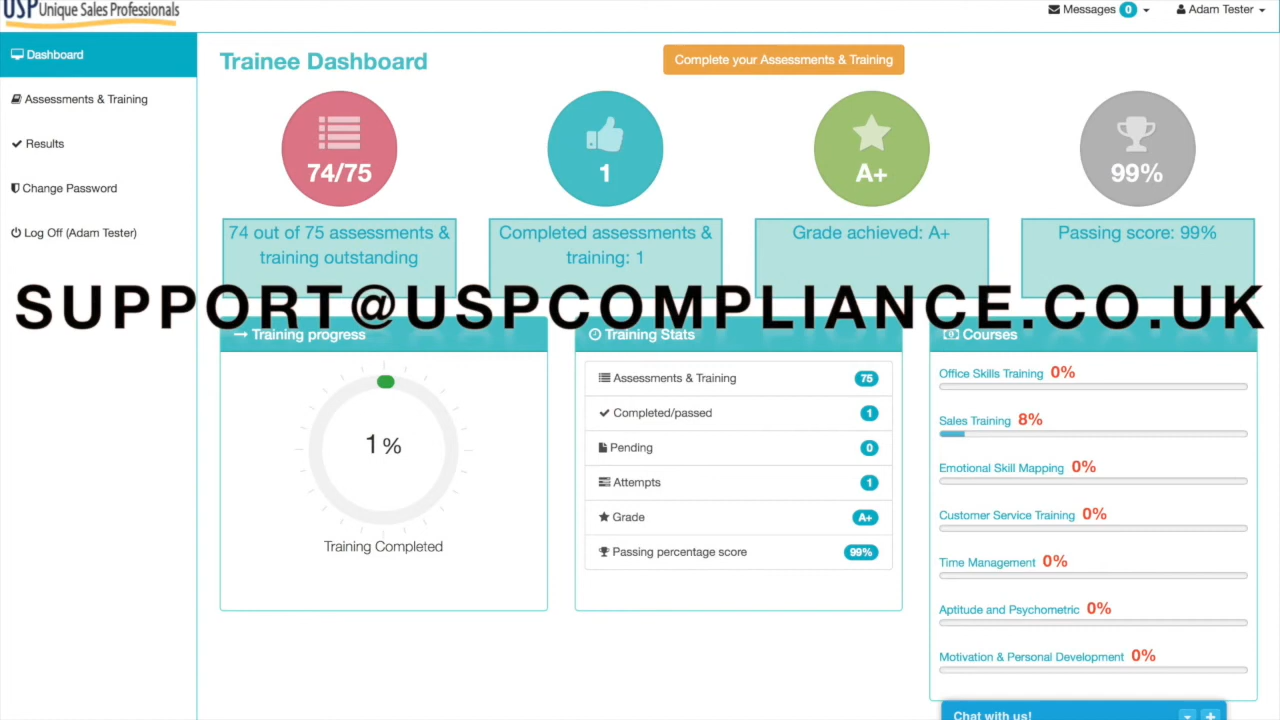 USP Unique Sales Professionals
Messages 0
Adam Tester
Dashboard
Assessments & Training
Results
Change Password
Log Off (Adam Tester)
Trainee Dashboard
Complete your Assessments & Training
74/75
1
A+
99%
74 out of 75 assessments &
training outstanding
Completed assessments &
training: 1
Grade achieved: A+
Passing score: 99%
SUPPORT@USPCOMPLIANCE.CO.UK
Training progress
1 %
Training Completed
Training Stats
Assessments & Training 75
Completed/passed 1
Pending 0
Attempts 1
Grade A+
Passing percentage score 99%
Courses
Office Skills Training 0%
Sales Training 8%
Emotional Skill Mapping 0%
Customer Service Training 0%
Time Management 0%
Aptitude and Psychometric 0%
Motivation & Personal Development 0%
Chat with us!